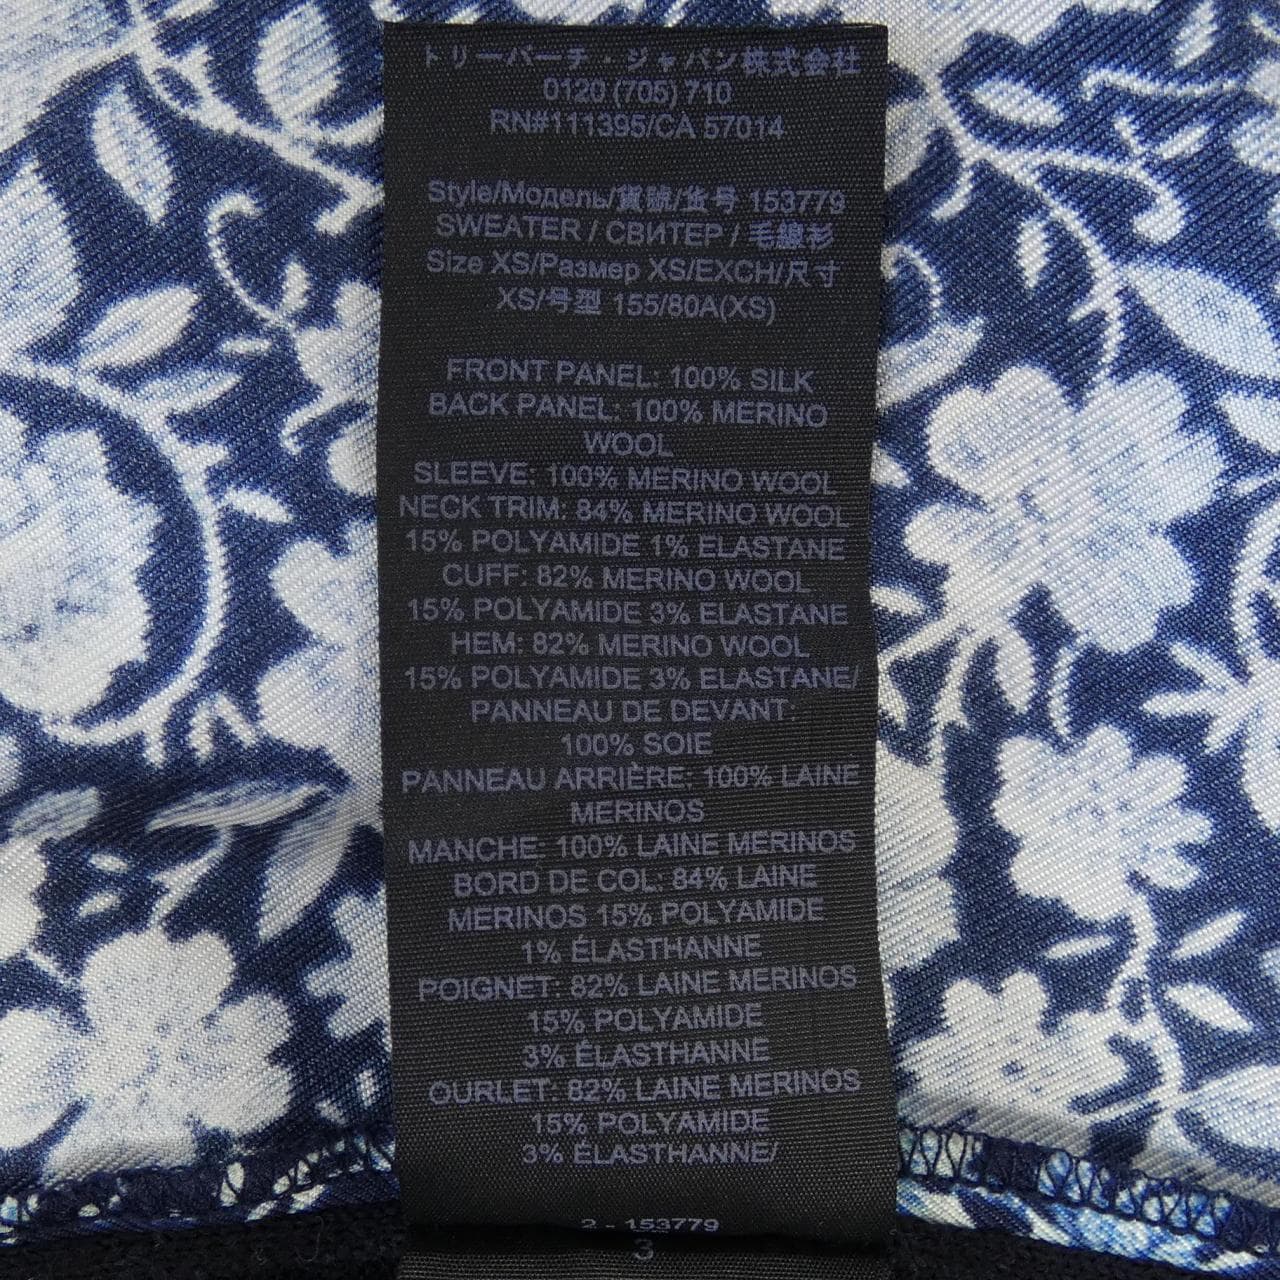 トリーバーチ・ジャパン株式会社
0120 (705) 710
RN#111395/CA 57014
Style/Модель/貨號/货号 153779
SWEATER / СВИТЕР / 毛線衫
Size XS/Размер XS/EXCH/尺寸
XS/号型 155/80A(XS)
FRONT PANEL: 100% SILK
BACK PANEL: 100% MERINO
WOOL
SLEEVE: 100% MERINO WOOL
NECK TRIM: 84% MERINO WOOL
15% POLYAMIDE 1% ELASTANE
CUFF: 82% MERINO WOOL
15% POLYAMIDE 3% ELASTANE
HEM: 82% MERINO WOOL
15% POLYAMIDE 3% ELASTANE/
PANNEAU DE DEVANT:
100% SOIE
PANNEAU ARRIÈRE: 100% LAINE
MERINOS
MANCHE: 100% LAINE MERINOS
BORD DE COL: 84% LAINE
MERINOS 15% POLYAMIDE
1% ÉLASTHANNE
POIGNET: 82% LAINE MERINOS
15% POLYAMIDE
3% ÉLASTHANNE
OURLET: 82% LAINE MERINOS
15% POLYAMIDE
3% ÉLASTHANNE/
2 - 153779
3